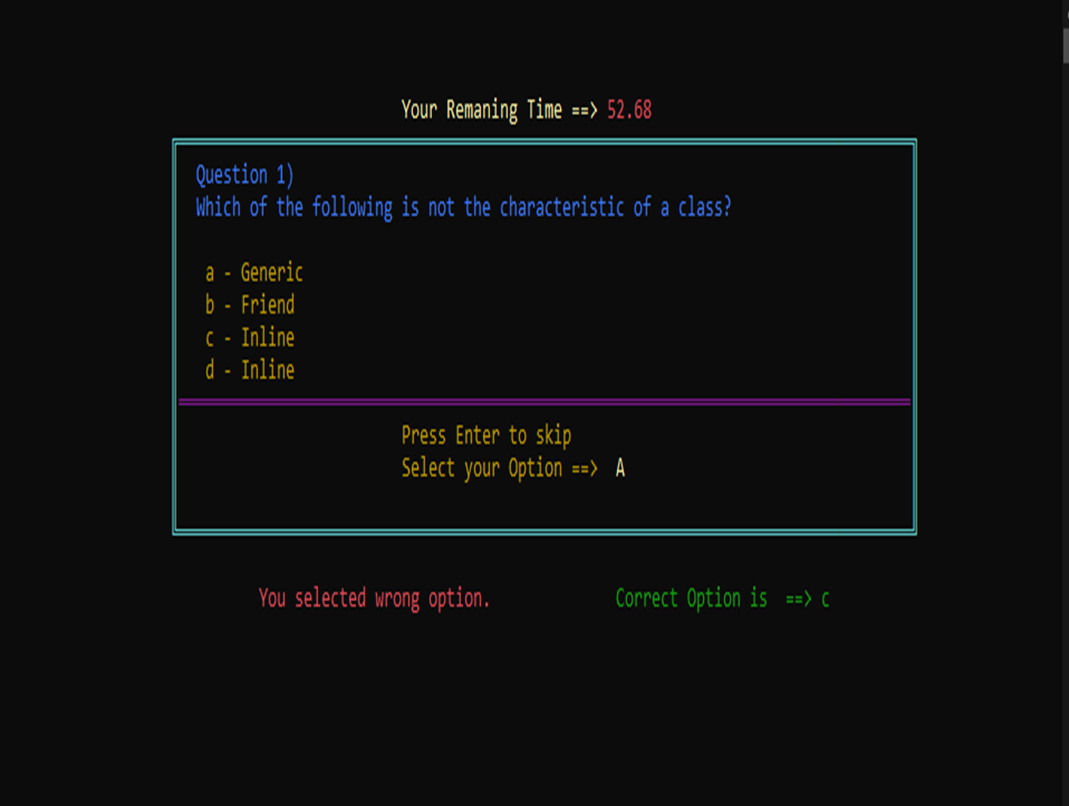 Your Remaning Time ==> 52.68
Question 1)
Which of the following is not the characteristic of a class?
a - Generic
b - Friend
c - Inline
d - Inline
Press Enter to skip
Select your Option ==> A
You selected wrong option. Correct Option is ==> c